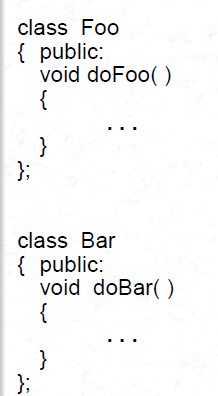 class  Foo
{  public:
   void doFoo( )
   {
          . . .
   }
};
class  Bar
{  public:
   void  doBar( )
   {
          . . .
   }
};